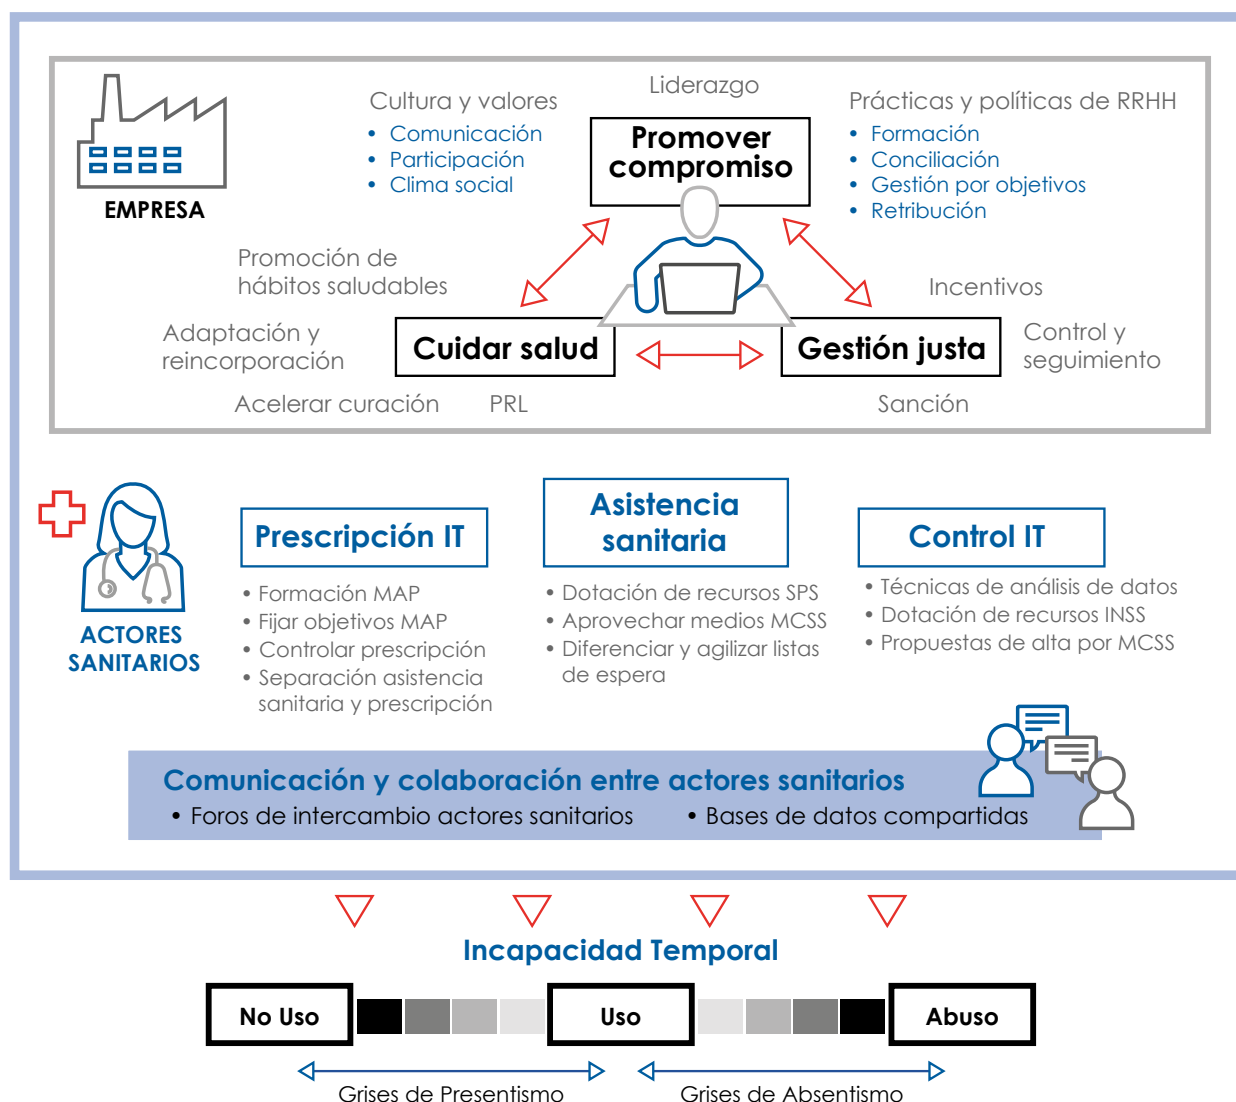 EMPRESA
Cultura y valores
• Comunicación
• Participación
• Clima social
Liderazgo
Promover
compromiso
Prácticas y políticas de RRHH
• Formación
• Conciliación
• Gestión por objetivos
• Retribución
Promoción de
hábitos saludables
Adaptación y
reincorporación
Cuidar salud
Acelerar curación
PRL
Incentivos
Gestión justa
Control y
seguimiento
Sanción
ACTORES
SANITARIOS
Prescripción IT
• Formación MAP
• Fijar objetivos MAP
• Controlar prescripción
• Separación asistencia
sanitaria y prescripción
Asistencia
sanitaria
• Dotación de recursos SPS
• Aprovechar medios MCSS
• Diferenciar y agilizar listas
de espera
Control IT
• Técnicas de análisis de datos
• Dotación de recursos INSS
• Propuestas de alta por MCSS
Comunicación y colaboración entre actores sanitarios
• Foros de intercambio actores sanitarios
• Bases de datos compartidas
Incapacidad Temporal
No Uso
Uso
Abuso
Grises de Presentismo
Grises de Absentismo